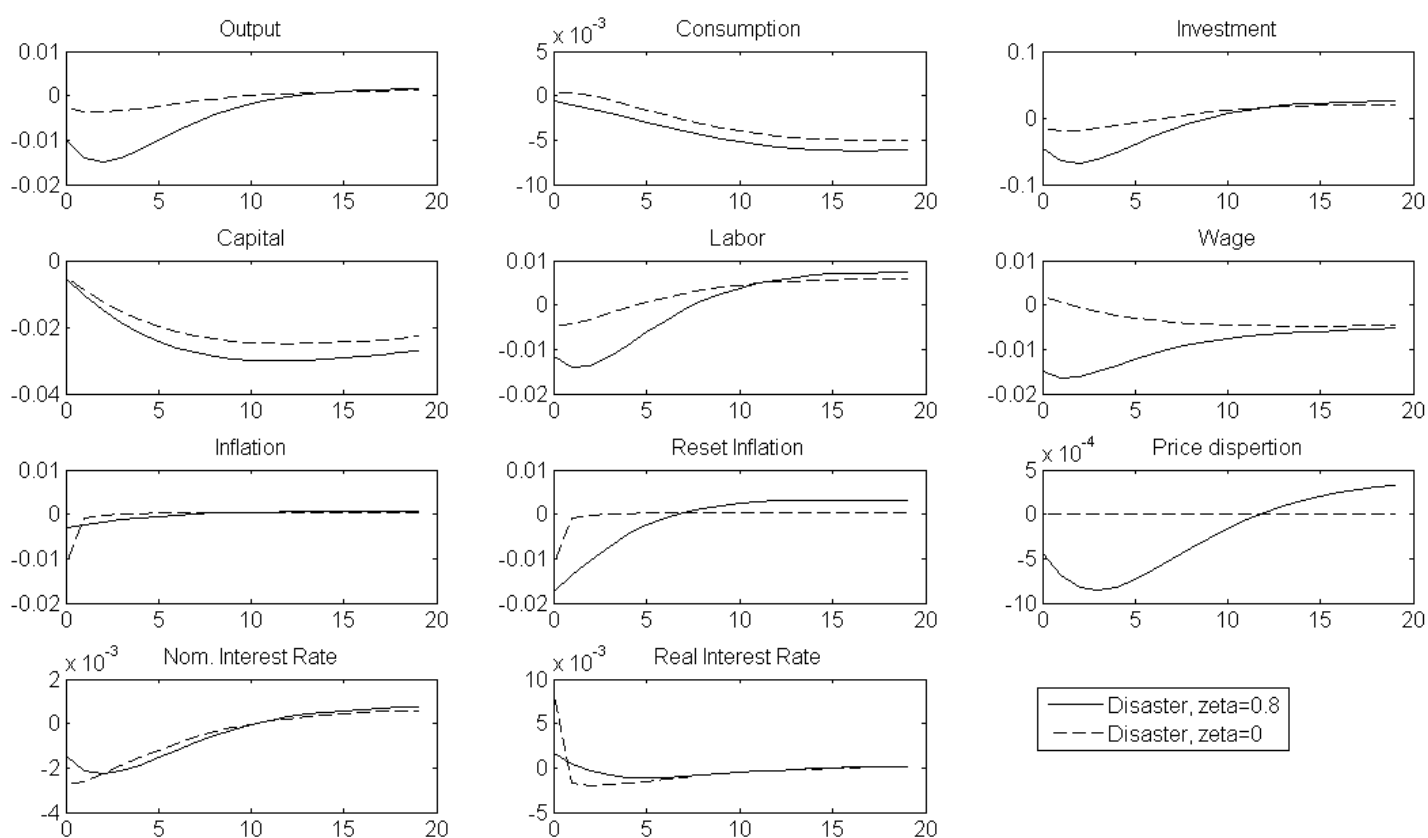 Output
0.01
0
-0.01
-0.02
0 5 10 15 20
Consumption
x 10-3
5
0
-5
-10
0 5 10 15 20
Investment
0.1
0
-0.1
0 5 10 15 20
Capital
0
-0.02
-0.04
0 5 10 15 20
Labor
0.01
0
-0.01
-0.02
0 5 10 15 20
Wage
0.01
0
-0.01
-0.02
0 5 10 15 20
Inflation
0.01
0
-0.01
-0.02
0 5 10 15 20
Reset Inflation
0.01
0
-0.01
-0.02
0 5 10 15 20
Price dispertion
x 10-4
5
0
-5
-10
0 5 10 15 20
Nom. Interest Rate
x 10-3
2
0
-2
-4
0 5 10 15 20
Real Interest Rate
x 10-3
10
5
0
-5
0 5 10 15 20
Disaster, zeta=0.8
Disaster, zeta=0